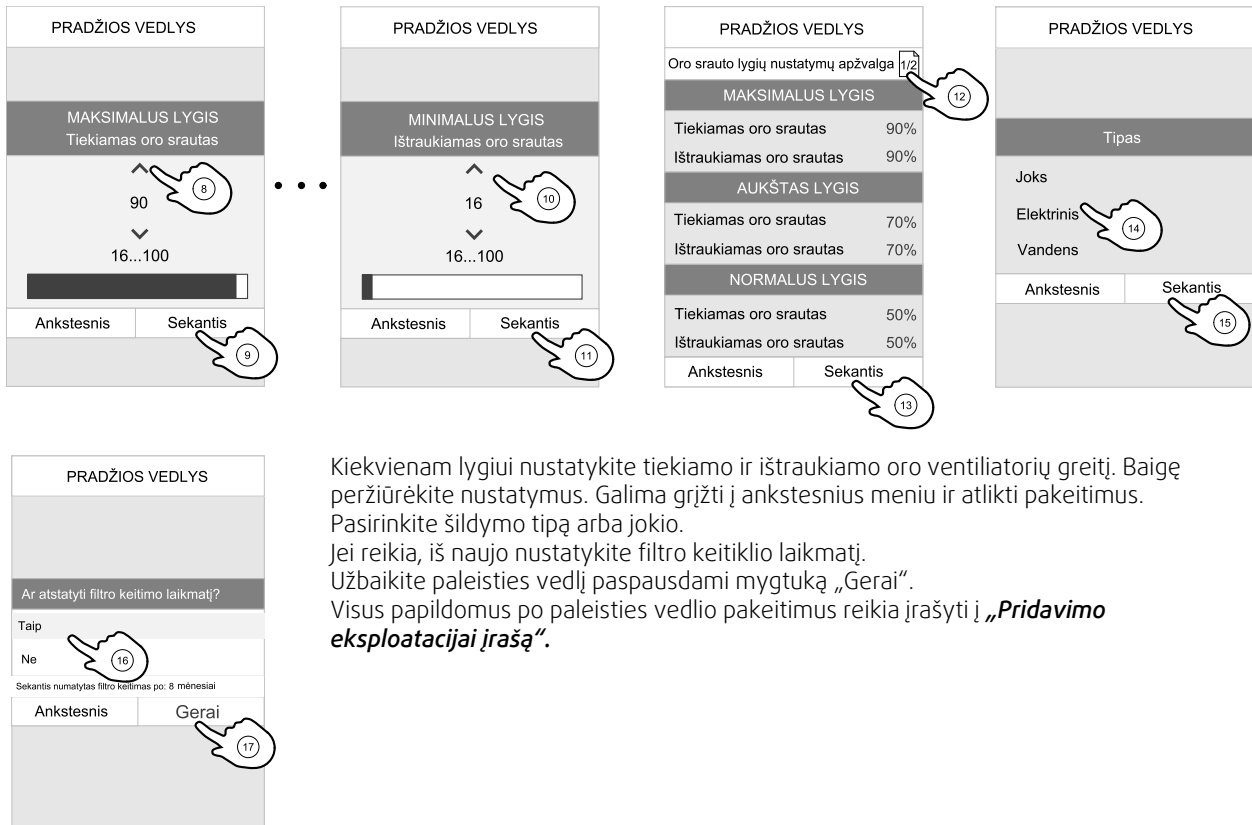 PRADŽIOS VEDLYS
MAKSIMALUS LYGIS
Tiekiamas oro srautas
8
90
16...100
Ankstesnis
Sekantis
9
• • •
PRADŽIOS VEDLYS
MINIMALUS LYGIS
Ištraukiamas oro srautas
10
16
16...100
Ankstesnis
Sekantis
11
PRADŽIOS VEDLYS
Oro srauto lygių nustatymų apžvalga 1/2
12
MAKSIMALUS LYGIS
Tiekiamas oro srautas 90%
Ištraukiamas oro srautas 90%
AUKŠTAS LYGIS
Tiekiamas oro srautas 70%
Ištraukiamas oro srautas 70%
NORMALUS LYGIS
Tiekiamas oro srautas 50%
Ištraukiamas oro srautas 50%
Ankstesnis
Sekantis
13
PRADŽIOS VEDLYS
Tipas
Joks
Elektrinis
14
Vandens
Ankstesnis
Sekantis
15
PRADŽIOS VEDLYS
Ar atstatyti filtro keitimo laikmatį?
Taip
Ne
16
Sekantis numatytas filtro keitimas po: 8 mėnesiai
Ankstesnis
Gerai
17
Kiekvienam lygiui nustatykite tiekiamo ir ištraukiamo oro ventiliatorių greitį. Baigę
peržiūrėkite nustatymus. Galima grįžti į ankstesnius meniu ir atlikti pakeitimus.
Pasirinkite šildymo tipą arba jokio.
Jei reikia, iš naujo nustatykite filtro keitiklio laikmatį.
Užbaikite paleisties vedlį paspausdami mygtuką „Gerai“.
Visus papildomus po paleisties vedlio pakeitimus reikia įrašyti į „Pridavimo
eksploatacijai įrašą“.